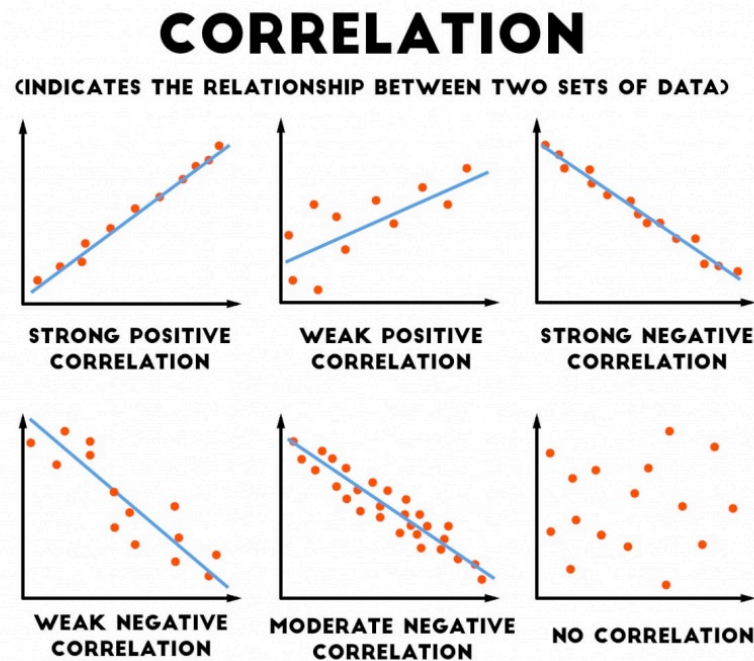 CORRELATION
(INDICATES THE RELATIONSHIP BETWEEN TWO SETS OF DATA)
STRONG POSITIVE
CORRELATION
WEAK POSITIVE
CORRELATION
STRONG NEGATIVE
CORRELATION
WEAK NEGATIVE
CORRELATION
MODERATE NEGATIVE
CORRELATION
NO CORRELATION